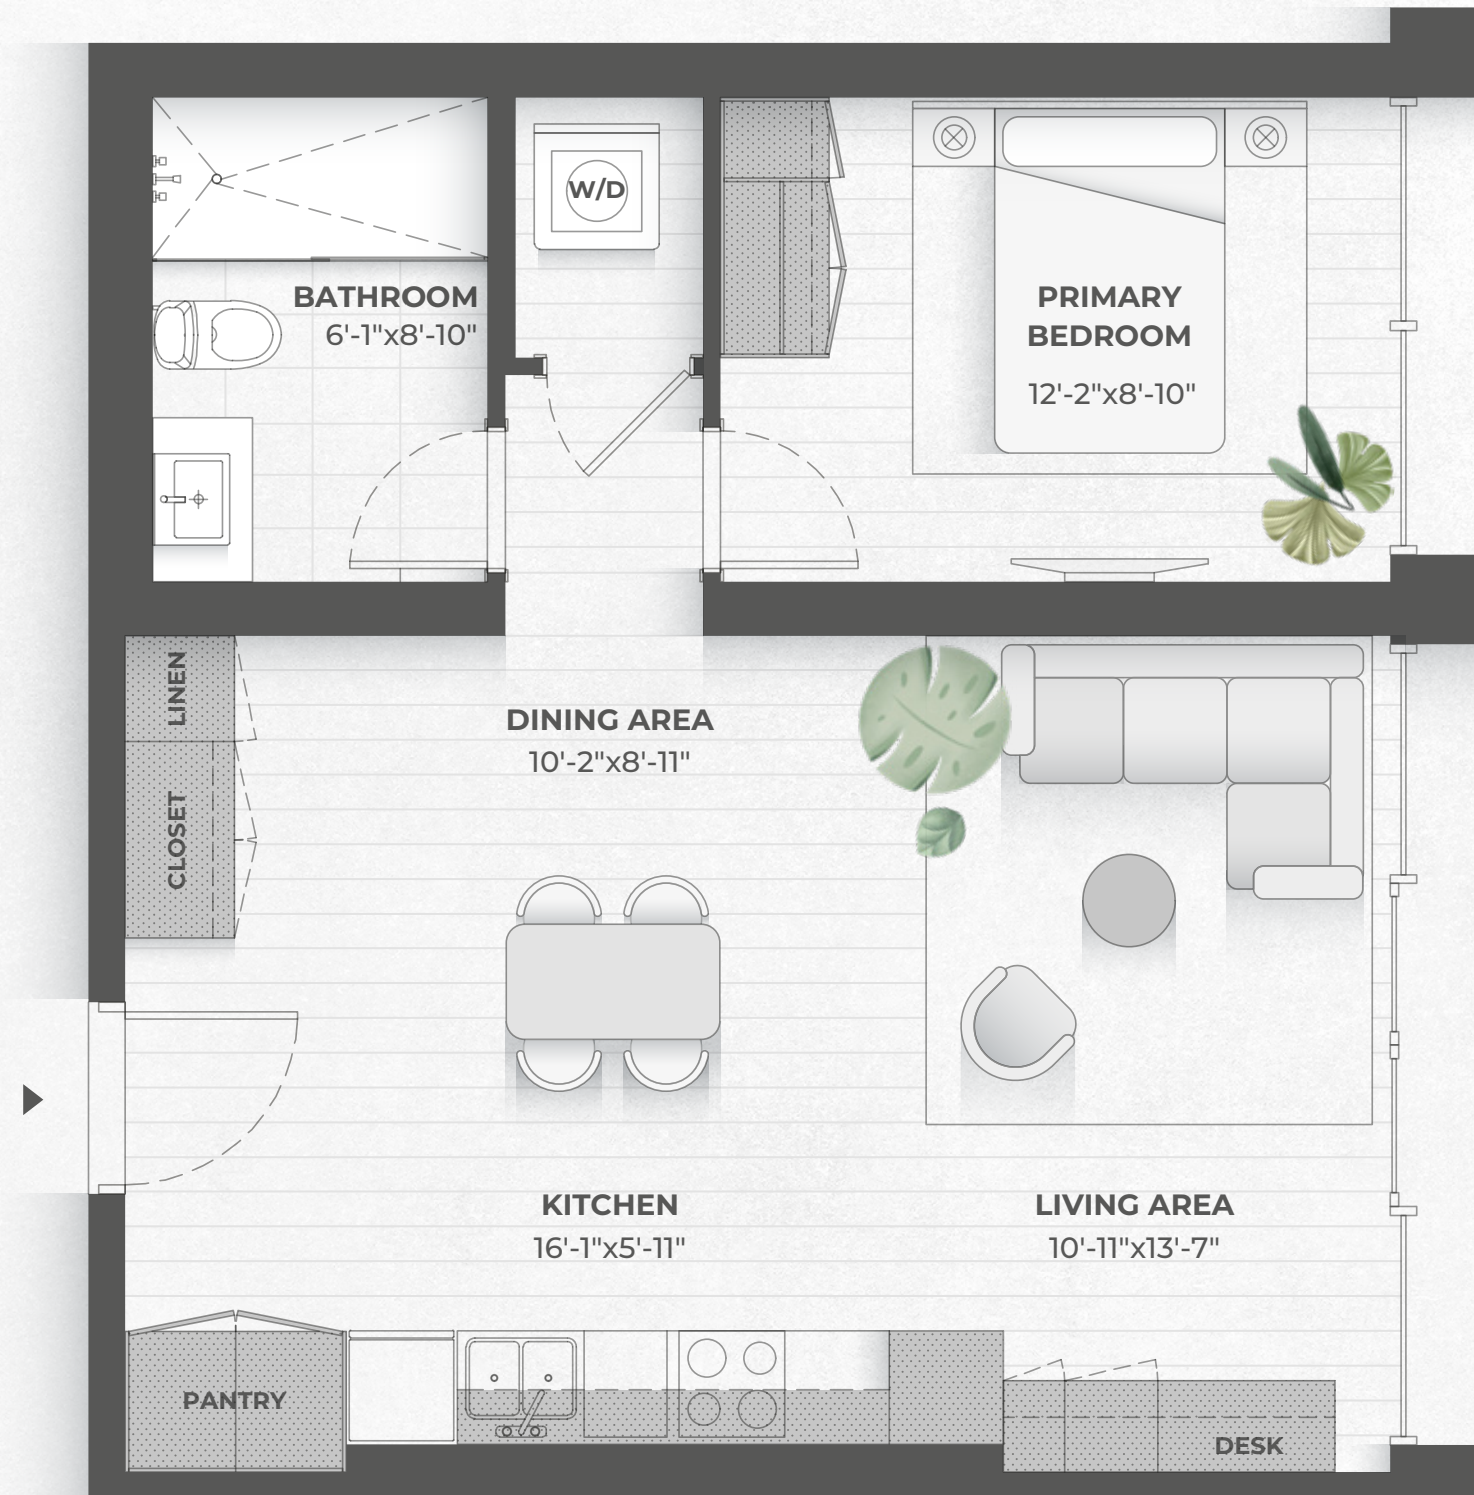 W/D
BATHROOM
6'-1"x8'-10"
PRIMARY
BEDROOM
12'-2"x8'-10"
LINEN
CLOSET
DINING AREA
10'-2"x8'-11"
KITCHEN
16'-1"x5'-11"
LIVING AREA
10'-11"x13'-7"
PANTRY
DESK